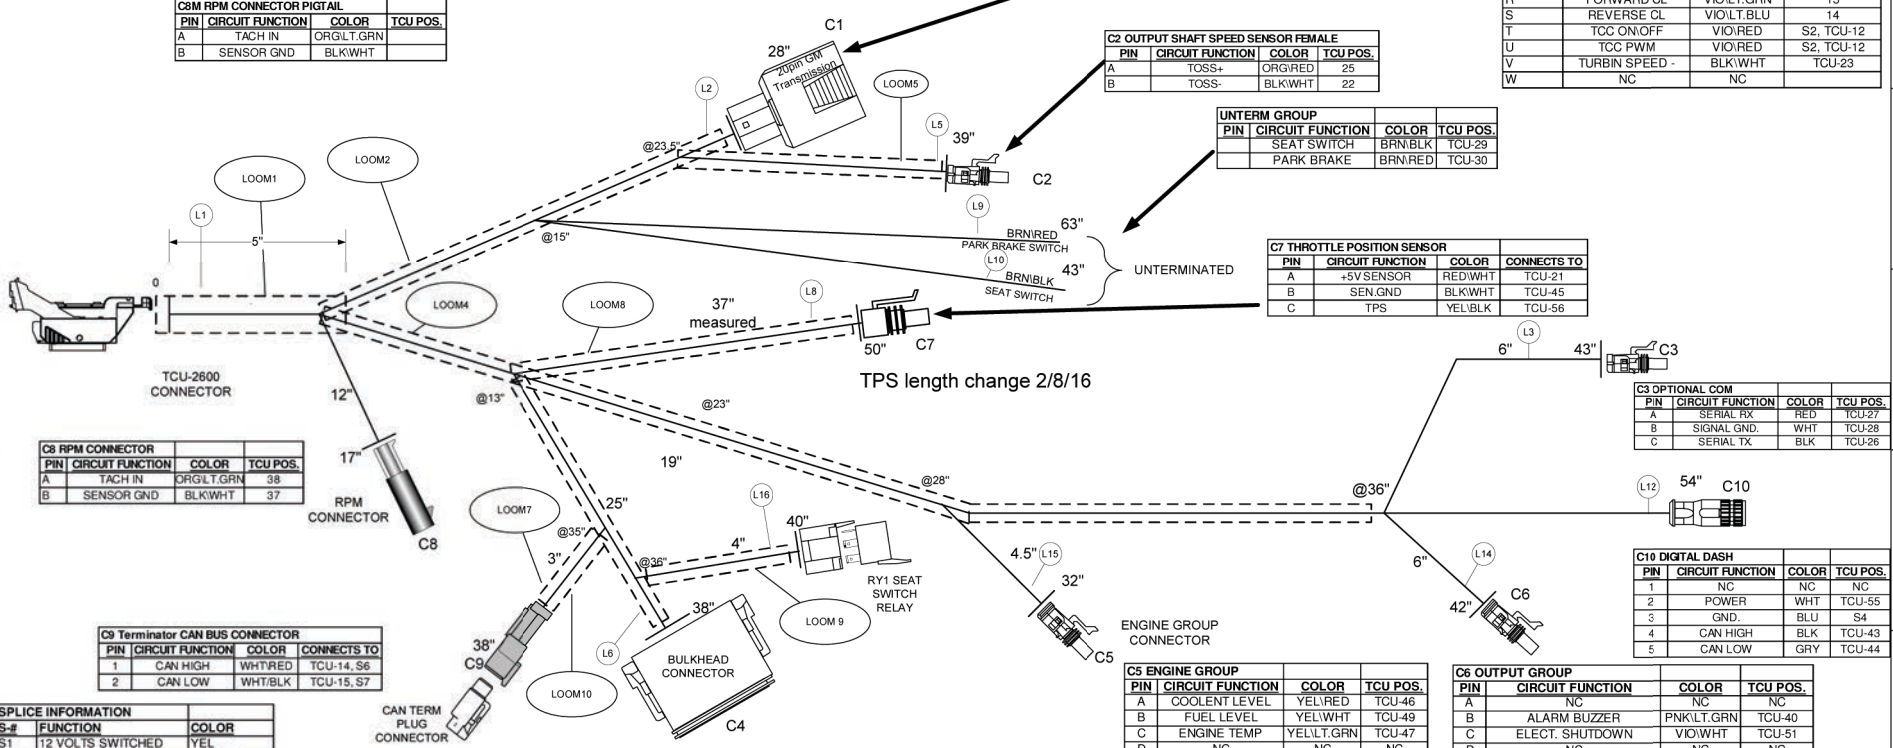 C8M RPM CONNECTOR PIGTAIL
PIN CIRCUIT FUNCTION COLOR TCU POS.
A TACH IN ORG\LT.GRN
B SENSOR GND BLK\WHT
C1
28"
20pin GM
Transmission
C2 OUTPUT SHAFT SPEED SENSOR FEMALE
PIN CIRCUIT FUNCTION COLOR TCU POS.
A TOSS+ ORG\RED 25
B TOSS- BLK\WHT 22
R FORWARD CL VIO\LT.GRN 13
S REVERSE CL VIO\LT.BLU 14
T TCC ON\OFF VIO\RED S2, TCU-12
U TCC PWM VIO\RED S2, TCU-12
V TURBIN SPEED - BLK\WHT TCU-23
W NC NC
UNTERM GROUP
PIN CIRCUIT FUNCTION COLOR TCU POS.
SEAT SWITCH BRN\BLK TCU-29
PARK BRAKE BRN\RED TCU-30
L2
LOOM5
L5
39"
C2
@23.5"
LOOM2
LOOM1
L1
5"
0
@15"
L9
63"
BRN\RED
PARK BRAKE SWITCH
L10
BRN\BLK
43"
SEAT SWITCH
UNTERMINATED
C7 THROTTLE POSITION SENSOR
PIN CIRCUIT FUNCTION COLOR CONNECTS TO
A +5V SENSOR RED\WHT TCU-21
B SEN.GND BLK\WHT TCU-45
C TPS YEL\BLK TCU-56
LOOM4
LOOM8
37"
measured
L8
50"
C7
TPS length change 2/8/16
TCU-2600
CONNECTOR
12"
@13"
@23"
L3
6"
43"
C3
C3 OPTIONAL COM
PIN CIRCUIT FUNCTION COLOR TCU POS.
A SERIAL RX RED TCU-27
B SIGNAL GND. WHT TCU-28
C SERIAL TX BLK TCU-26
C8 RPM CONNECTOR
PIN CIRCUIT FUNCTION COLOR TCU POS.
A TACH IN ORG\LT.GRN 38
B SENSOR GND BLK\WHT 37
17"
RPM
CONNECTOR
C8
19"
@28"
@36"
L12
54"
C10
LOOM7
25"
L16
@35"
40"
4"
3"
@36"
RY1 SEAT
SWITCH
RELAY
LOOM 9
4.5"
L15
32"
6"
L14
42"
C6
C10 DIGITAL DASH
PIN CIRCUIT FUNCTION COLOR TCU POS.
1 NC NC NC
2 POWER WHT TCU-55
3 GND. BLU S4
4 CAN HIGH BLK TCU-43
5 CAN LOW GRY TCU-44
C9 Terminator CAN BUS CONNECTOR
PIN CIRCUIT FUNCTION COLOR CONNECTS TO
1 CAN HIGH WHT\RED TCU-14, S6
2 CAN LOW WHT/BLK TCU-15, S7
38"
C9
L6
38"
BULKHEAD
CONNECTOR
C4
LOOM10
CAN TERM
PLUG
CONNECTOR
ENGINE GROUP
CONNECTOR
C5
C5 ENGINE GROUP
PIN CIRCUIT FUNCTION COLOR TCU POS.
A COOLENT LEVEL YEL\RED TCU-46
B FUEL LEVEL YEL\WHT TCU-49
C ENGINE TEMP YEL\LT.GRN TCU-47
D NC NC NC
C6 OUTPUT GROUP
PIN CIRCUIT FUNCTION COLOR TCU POS.
A NC NC NC
B ALARM BUZZER PNK\LT.GRN TCU-40
C ELECT. SHUTDOWN VIO\WHT TCU-51
D NC NC NC
SPLICE INFORMATION
S-# FUNCTION COLOR
S1 12 VOLTS SWITCHED YEL